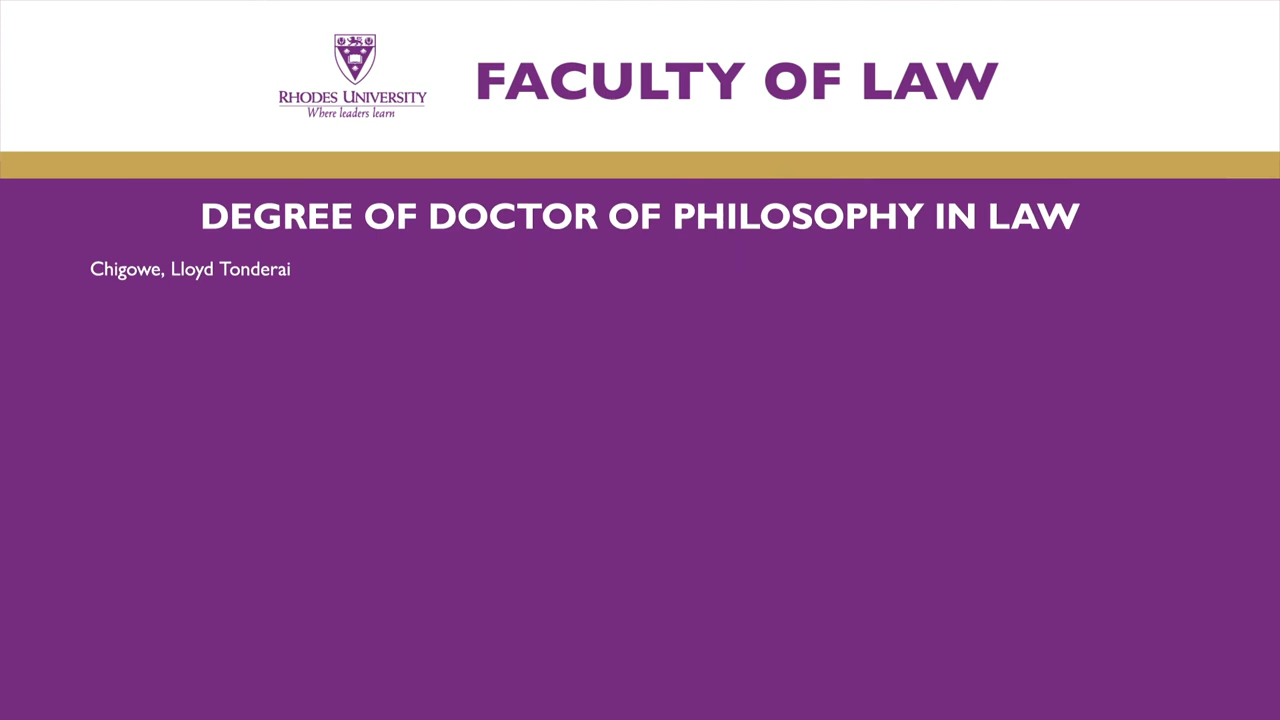 RHODES UNIVERSITY
Where leaders learn
FACULTY OF LAW
DEGREE OF DOCTOR OF PHILOSOPHY IN LAW
Chigowe, Lloyd Tonderai